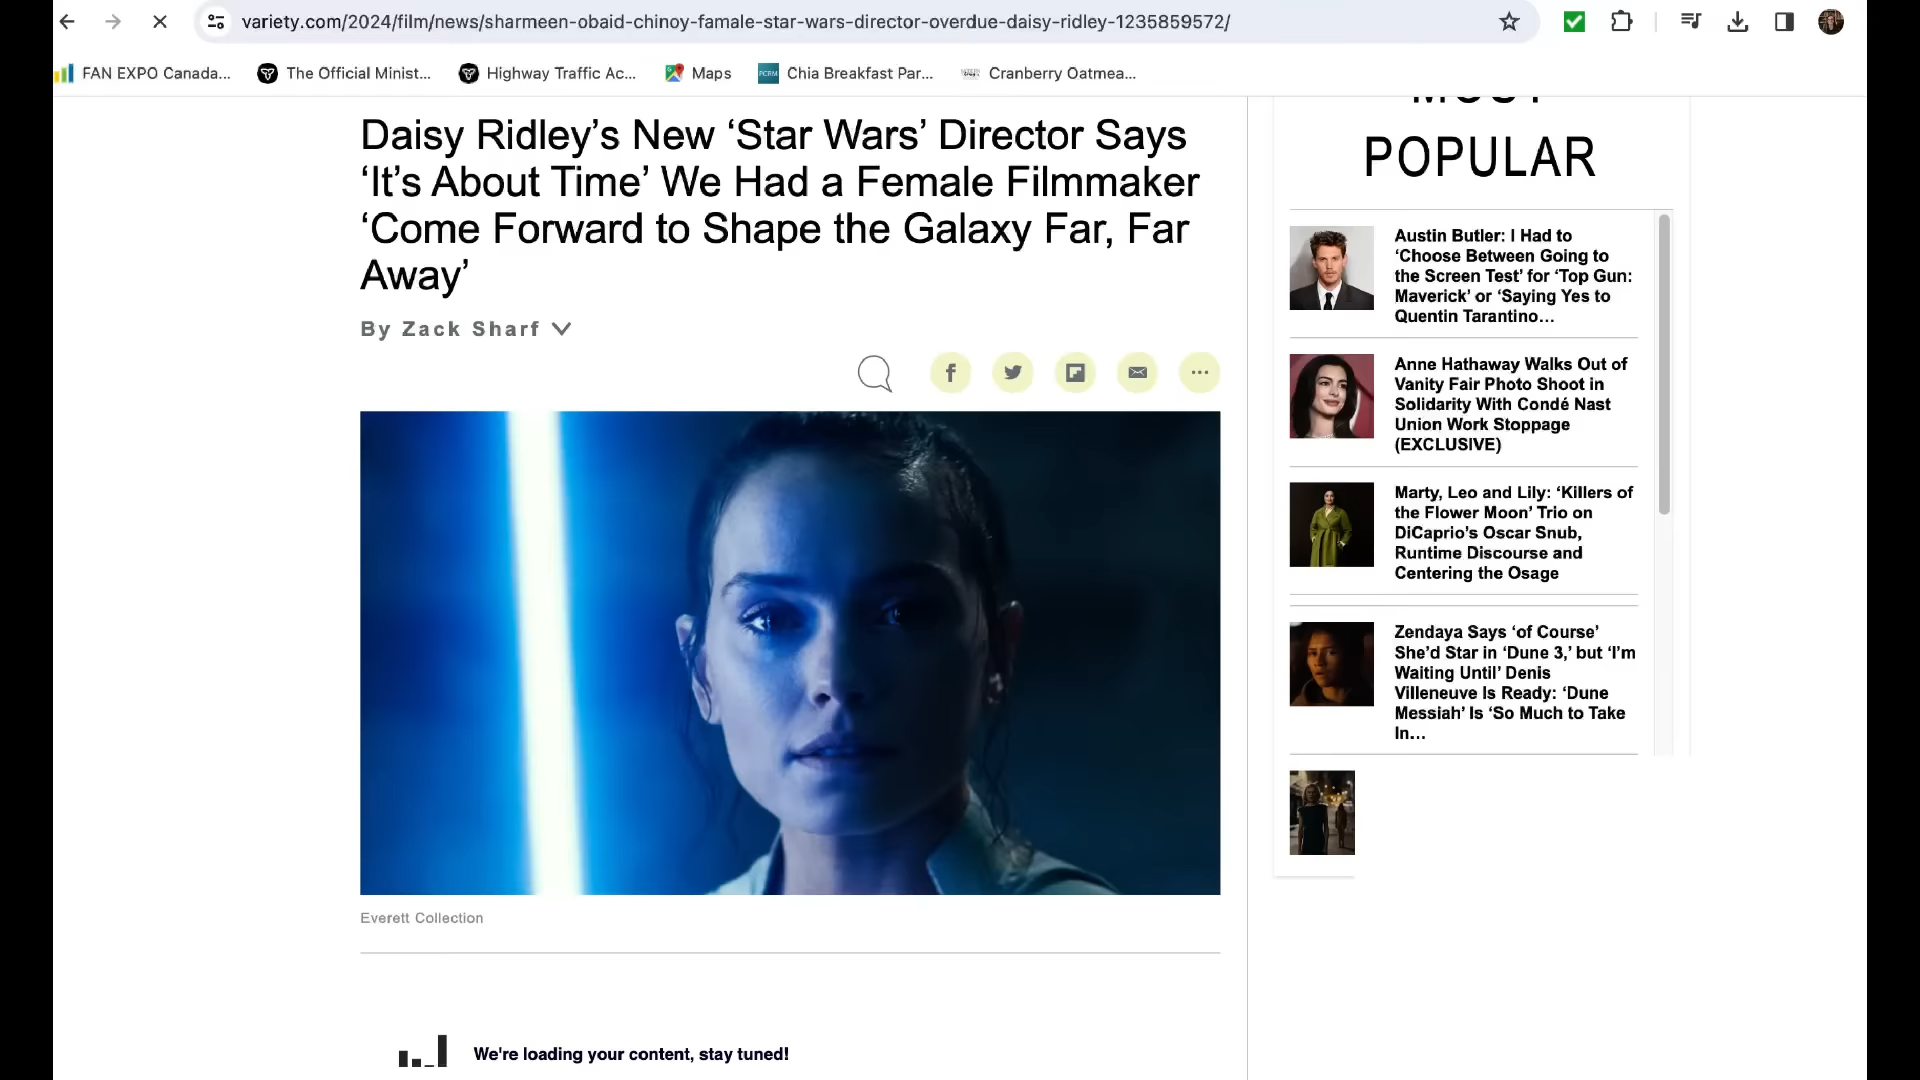 variety.com/2024/film/news/sharmeen-obaid-chinoy-famale-star-wars-director-overdue-daisy-ridley-1235859572/
FAN EXPO Canada...
The Official Minist...
Highway Traffic Ac...
Maps
PCRM
Chia Breakfast Par...
Cranberry Oatmea...
Daisy Ridley’s New ‘Star Wars’ Director Says
‘It’s About Time’ We Had a Female Filmmaker
‘Come Forward to Shape the Galaxy Far, Far
Away’
By Zack Sharf
Everett Collection
We're loading your content, stay tuned!
MOST
POPULAR
Austin Butler: I Had to
‘Choose Between Going to
the Screen Test’ for ‘Top Gun:
Maverick’ or ‘Saying Yes to
Quentin Tarantino…
Anne Hathaway Walks Out of
Vanity Fair Photo Shoot in
Solidarity With Condé Nast
Union Work Stoppage
(EXCLUSIVE)
Marty, Leo and Lily: ‘Killers of
the Flower Moon’ Trio on
DiCaprio’s Oscar Snub,
Runtime Discourse and
Centering the Osage
Zendaya Says ‘of Course’
She’d Star in ‘Dune 3,’ but ‘I’m
Waiting Until’ Denis
Villeneuve Is Ready: ‘Dune
Messiah’ Is ‘So Much to Take
In…